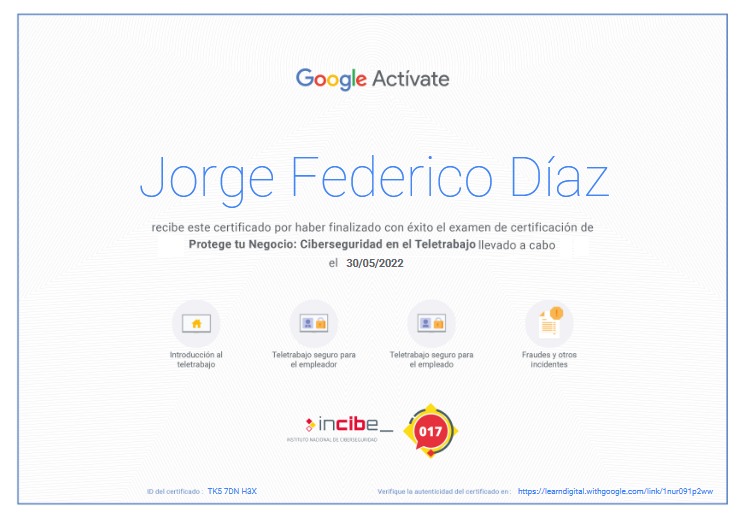 Google Actívate
Jorge Federico Díaz
recibe este certificado por haber finalizado con éxito el examen de certificación de
Protege tu Negocio: Ciberseguridad en el Teletrabajo llevado a cabo
el 30/05/2022
Introducción al
teletrabajo
Teletrabajo seguro para
el empleador
Teletrabajo seguro para
el empleado
Fraudes y otros
incidentes
incibe_
INSTITUTO NACIONAL DE CIBERSEGURIDAD
017
ID del certificado : TK5 7DN H3X
Verifique la autenticidad del certificado en : https://learndigital.withgoogle.com/link/1nur091p2ww